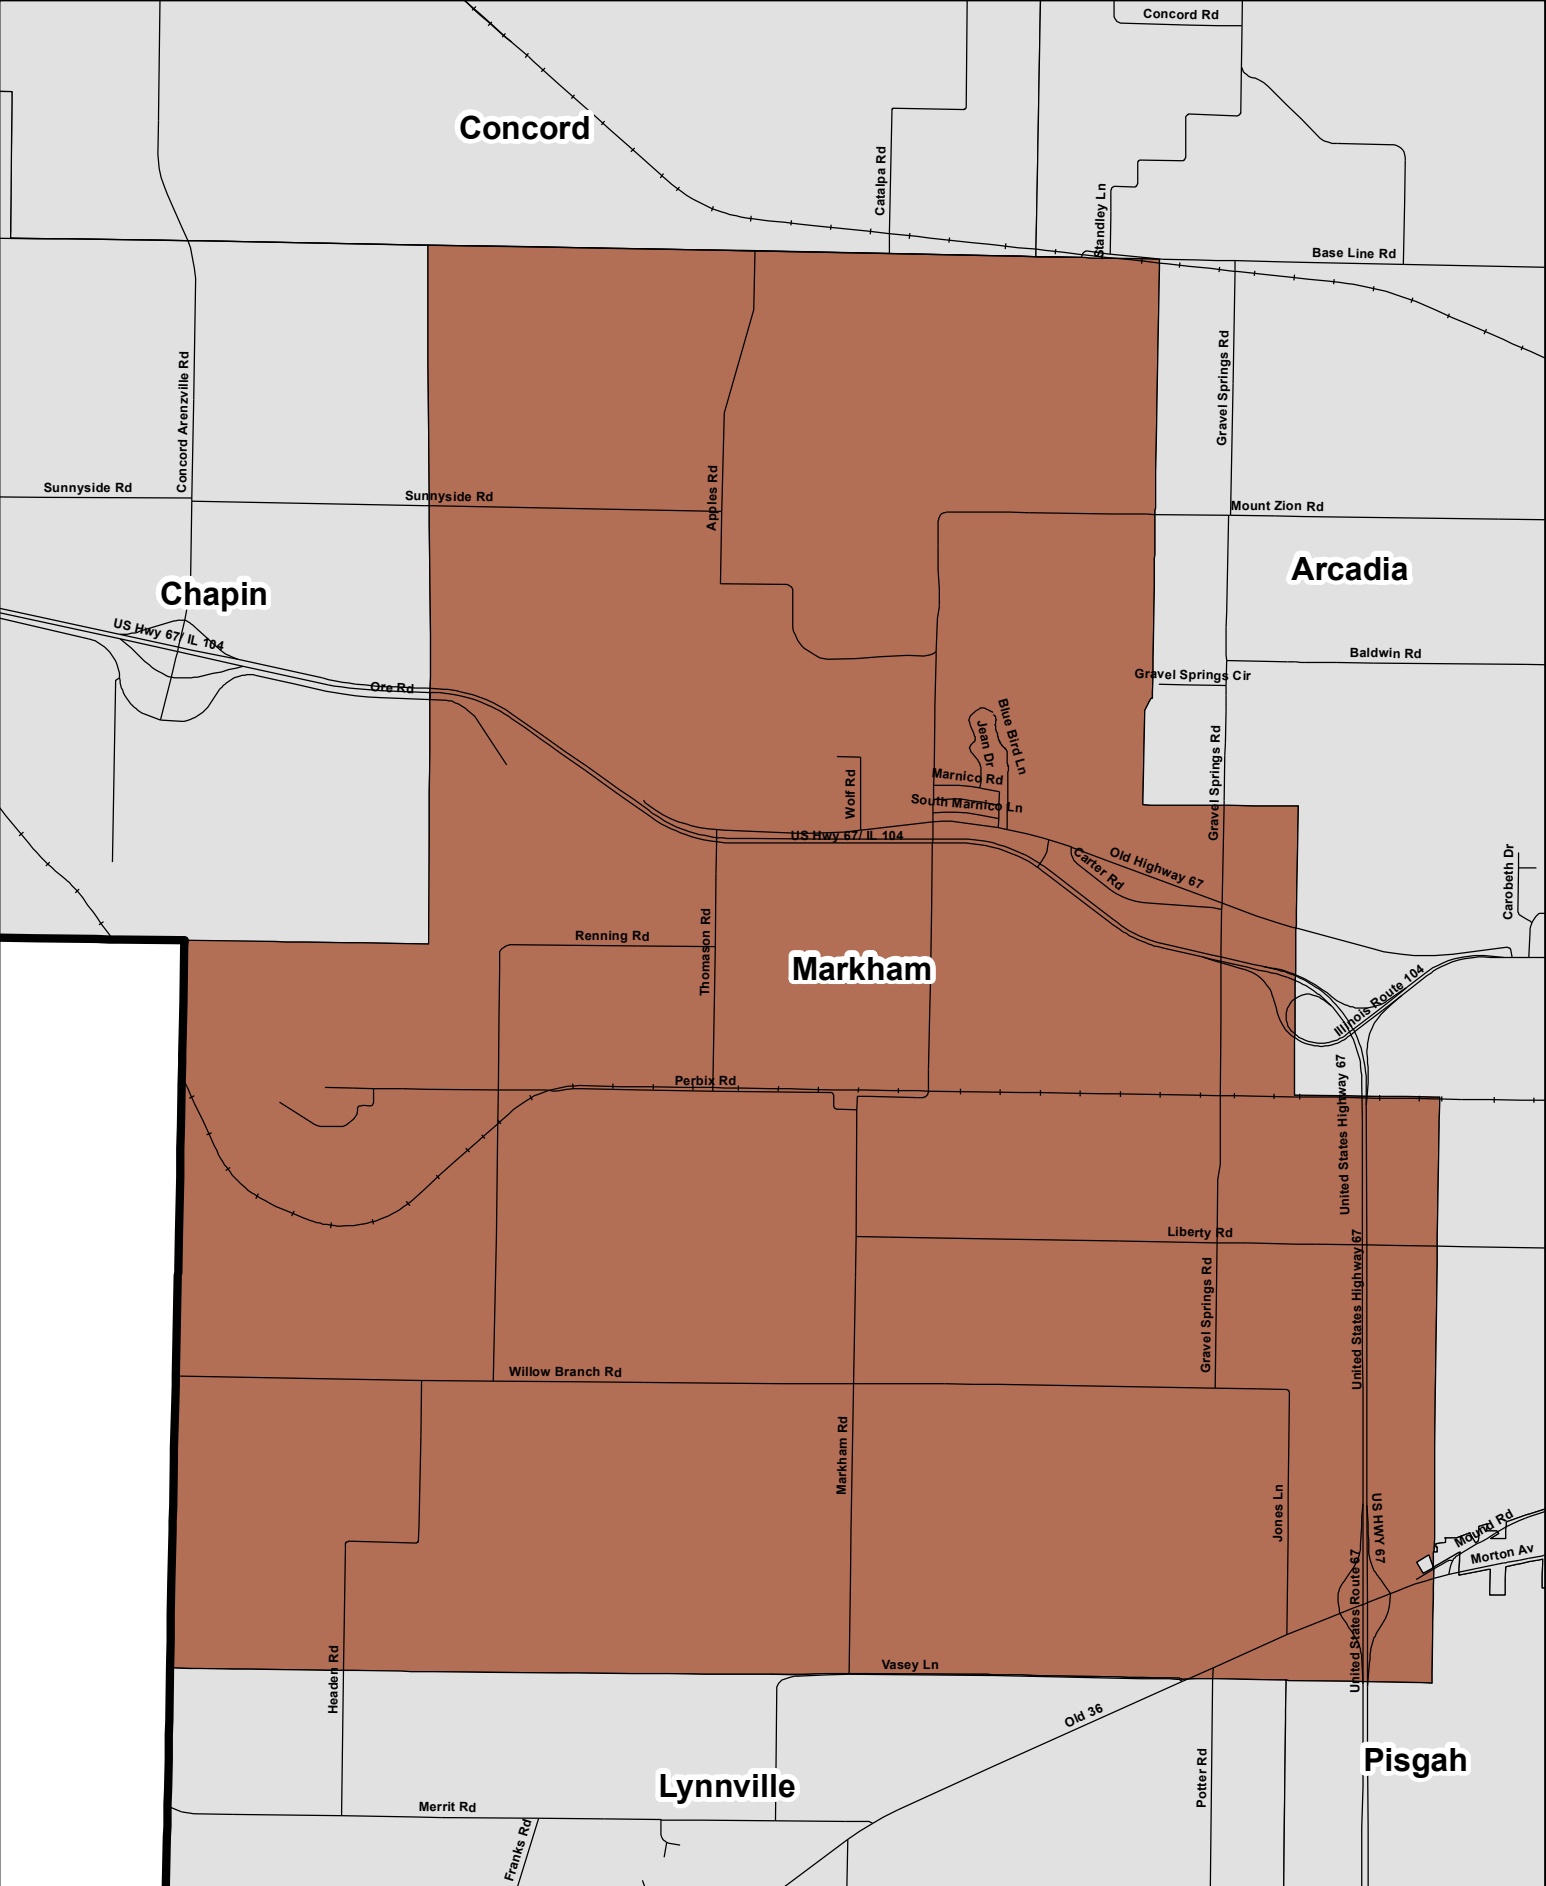 Concord Rd
Concord
Catalpa Rd
Standley Ln
Base Line Rd
Concord Arenzville Rd
Gravel Springs Rd
Sunnyside Rd
Sunnyside Rd
Apples Rd
Mount Zion Rd
Arcadia
Chapin
US Hwy 67/ IL 104
Baldwin Rd
Gravel Springs Cir
Ore Rd
Blue Bird Ln
Jean Dr
Marnico Rd
Wolf Rd
South Marnico Ln
Gravel Springs Rd
US Hwy 67/ IL 104
Old Highway 67
Carter Rd
Carobeth Dr
Thomason Rd
Renning Rd
Markham
Illinois Route 104
Perbix Rd
United States Highway 67
Liberty Rd
United States Highway 67
Gravel Springs Rd
Willow Branch Rd
Markham Rd
Jones Ln
US HWY 67
Mound Rd
Morton Av
United States Route 67
Headen Rd
Vasey Ln
Old 36
Pisgah
Potter Rd
Lynnville
Merrit Rd
Franks Rd